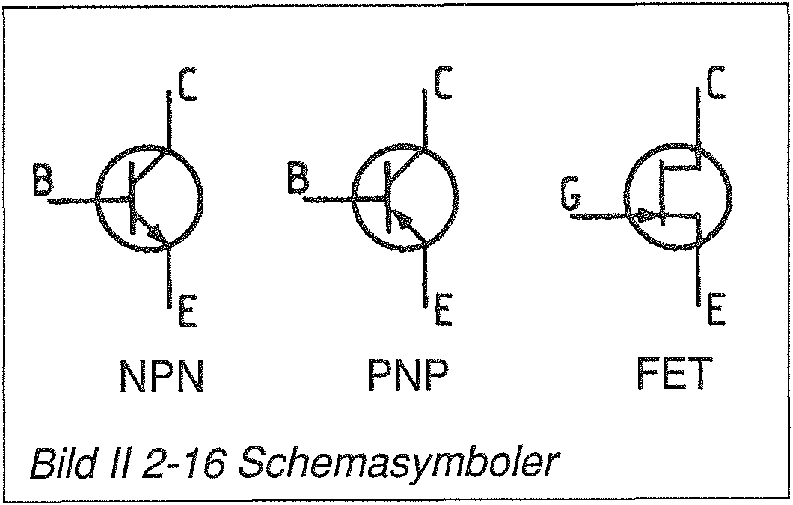 C C C
B B G
E E E
NPN PNP FET
Bild II 2-16 Schemasymboler